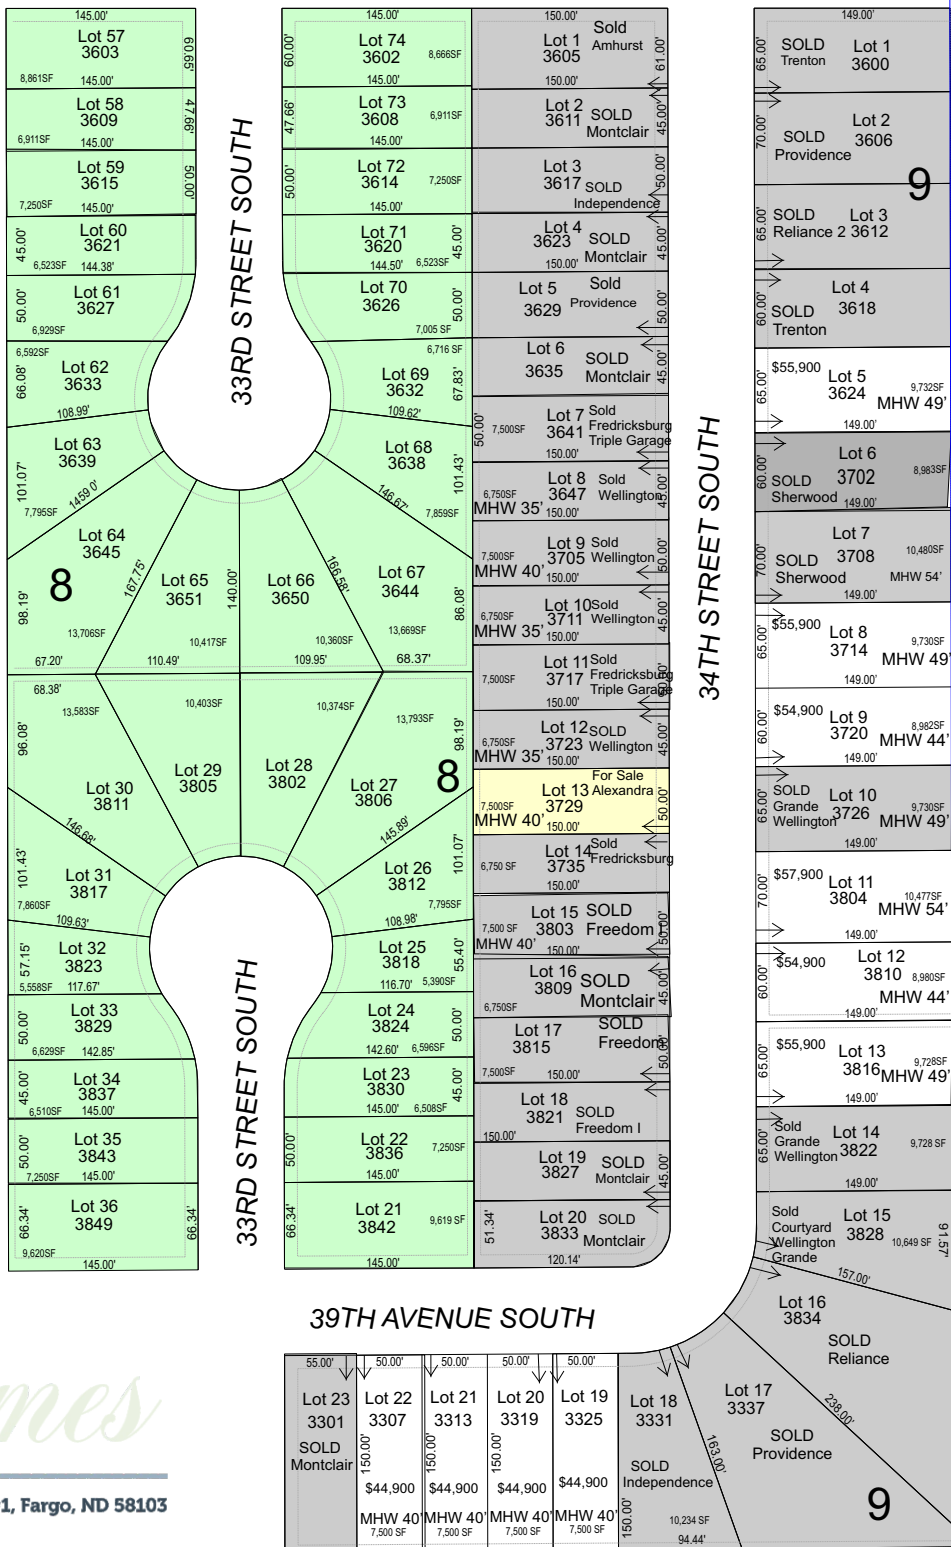 145.00'
Lot 57
3603
60.65'
8,861SF
145.00'
Lot 58
3609
47.66'
6,911SF
145.00'
Lot 59
3615
50.00'
7,250SF
145.00'
Lot 60
3621
45.00'
6,523SF
144.38'
Lot 61
3627
50.00'
6,929SF
6,592SF
Lot 62
3633
66.08'
108.99'
Lot 63
3639
101.07'
7,795SF
1459 0'
Lot 64
3645
8
98.19'
167.75'
13,706SF
67.20'
Lot 65
3651
140.00'
10,417SF
110.49'
Lot 66
3650
166.58'
10,360SF
109.95'
Lot 67
3644
86.08'
13,669SF
68.37'
33RD STREET SOUTH
145.00'
Lot 74
3602
60.00'
8,666SF
145.00'
Lot 73
3608
47.66'
6,911SF
145.00'
Lot 72
3614
50.00'
7,250SF
145.00'
Lot 71
3620
45.00'
144.50'
6,523SF
Lot 70
3626
50.00'
7,005 SF
6,716 SF
Lot 69
3632
67.83'
109.62'
Lot 68
3638
101.43'
146.67'
7,859SF
68.38'
13,583SF
96.08'
Lot 30
3811
146.68'
10,403SF
Lot 29
3805
10,374SF
Lot 28
3802
13,793SF
98.19'
8
Lot 27
3806
145.89'
Lot 31
3817
101.43'
7,860SF
109.63'
Lot 32
3823
57.15'
5,558SF
117.67'
Lot 33
3829
50.00'
6,629SF
142.85'
Lot 34
3837
45.00'
6,510SF
145.00'
Lot 35
3843
50.00'
7,250SF
145.00'
Lot 36
3849
66.34'
66.34'
9,620SF
145.00'
33RD STREET SOUTH
Lot 26
3812
101.07'
7,795SF
108.98'
Lot 25
3818
55.40'
116.70'
5,390SF
Lot 24
3824
50.00'
142.60'
6,596SF
Lot 23
3830
45.00'
145.00'
6,508SF
Lot 22
3836
50.00'
7,250SF
145.00'
Lot 21
3842
66.34'
9,619 SF
145.00'
150.00'
Lot 1
3605
Sold
Amhurst
61.00'
150.00'
Lot 2
3611
SOLD
Montclair
45.00'
Lot 3
3617
SOLD
Independence
50.00'
Lot 4
3623
SOLD
Montclair
45.00'
150.00'
Lot 5
3629
Sold
Providence
50.00'
Lot 6
3635
SOLD
Montclair
45.00'
50.00'
7,500SF
Lot 7
3641
Sold
Fredricksburg
Triple Garage
150.00'
Lot 8
3647
Sold
Wellington
45.00'
6,750SF
MHW 35'
150.00'
Lot 9
3705
Sold
Wellington
50.00'
7,500SF
MHW 40'
150.00'
Lot 10
3711
Sold
Wellington
45.00'
6,750SF
MHW 35'
150.00'
Lot 11
3717
Sold
Fredricksburg
Triple Garage
7,500SF
150.00'
Lot 12
3723
SOLD
Wellington
45.00'
6,750SF
MHW 35'
150.00'
Lot 13
3729
For Sale
Alexandra
50.00'
7,500SF
MHW 40'
150.00'
Lot 14
3735
Sold
Fredricksburg
6,750 SF
150.00'
Lot 15
3803
SOLD
Freedom I
50.00'
7,500 SF
MHW 40'
150.00'
Lot 16
3809
SOLD
Montclair
45.00'
6,750SF
Lot 17
3815
SOLD
Freedom
50.00'
7,500SF
150.00'
Lot 18
3821
SOLD
Freedom I
150.00'
Lot 19
3827
SOLD
Montclair
45.00'
Lot 20
3833
SOLD
Montclair
51.34'
120.14'
34TH STREET SOUTH
149.00'
65.00'
SOLD
Trenton
Lot 1
3600
70.00'
SOLD
Providence
Lot 2
3606
9
65.00'
SOLD
Reliance 2
Lot 3
3612
60.00'
SOLD
Trenton
Lot 4
3618
65.00'
$55,900
Lot 5
3624
9,732SF
MHW 49'
149.00'
60.00'
SOLD
Sherwood
Lot 6
3702
8,983SF
149.00'
70.00'
SOLD
Sherwood
Lot 7
3708
10,480SF
MHW 54'
149.00'
65.00'
$55,900
Lot 8
3714
9,730SF
MHW 49'
149.00'
60.00'
$54,900
Lot 9
3720
8,982SF
MHW 44'
149.00'
65.00'
SOLD
Grande
Wellington
Lot 10
3726
9,730SF
MHW 49'
149.00'
70.00'
$57,900
Lot 11
3804
10,477SF
MHW 54'
149.00'
60.00'
$54,900
Lot 12
3810
8,980SF
MHW 44'
149.00'
65.00'
$55,900
Lot 13
3816
9,728SF
MHW 49'
149.00'
65.00'
Sold
Grande
Wellington
Lot 14
3822
9,728 SF
149.00'
Sold
Courtyard
Wellington
Grande
Lot 15
3828
10,649 SF
91.57'
157.00'
Lot 16
3834
SOLD
Reliance
238.00'
Lot 17
3337
SOLD
Providence
163.00'
9
39TH AVENUE SOUTH
55.00'
Lot 23
3301
SOLD
Montclair
50.00'
Lot 22
3307
150.00'
$44,900
MHW 40'
7,500 SF
50.00'
Lot 21
3313
150.00'
$44,900
MHW 40'
7,500 SF
50.00'
Lot 20
3319
150.00'
$44,900
MHW 40'
7,500 SF
50.00'
Lot 19
3325
$44,900
MHW 40'
7,500 SF
Lot 18
3331
SOLD
Independence
150.00'
10,234 SF
94.44'
mes
1, Fargo, ND 58103